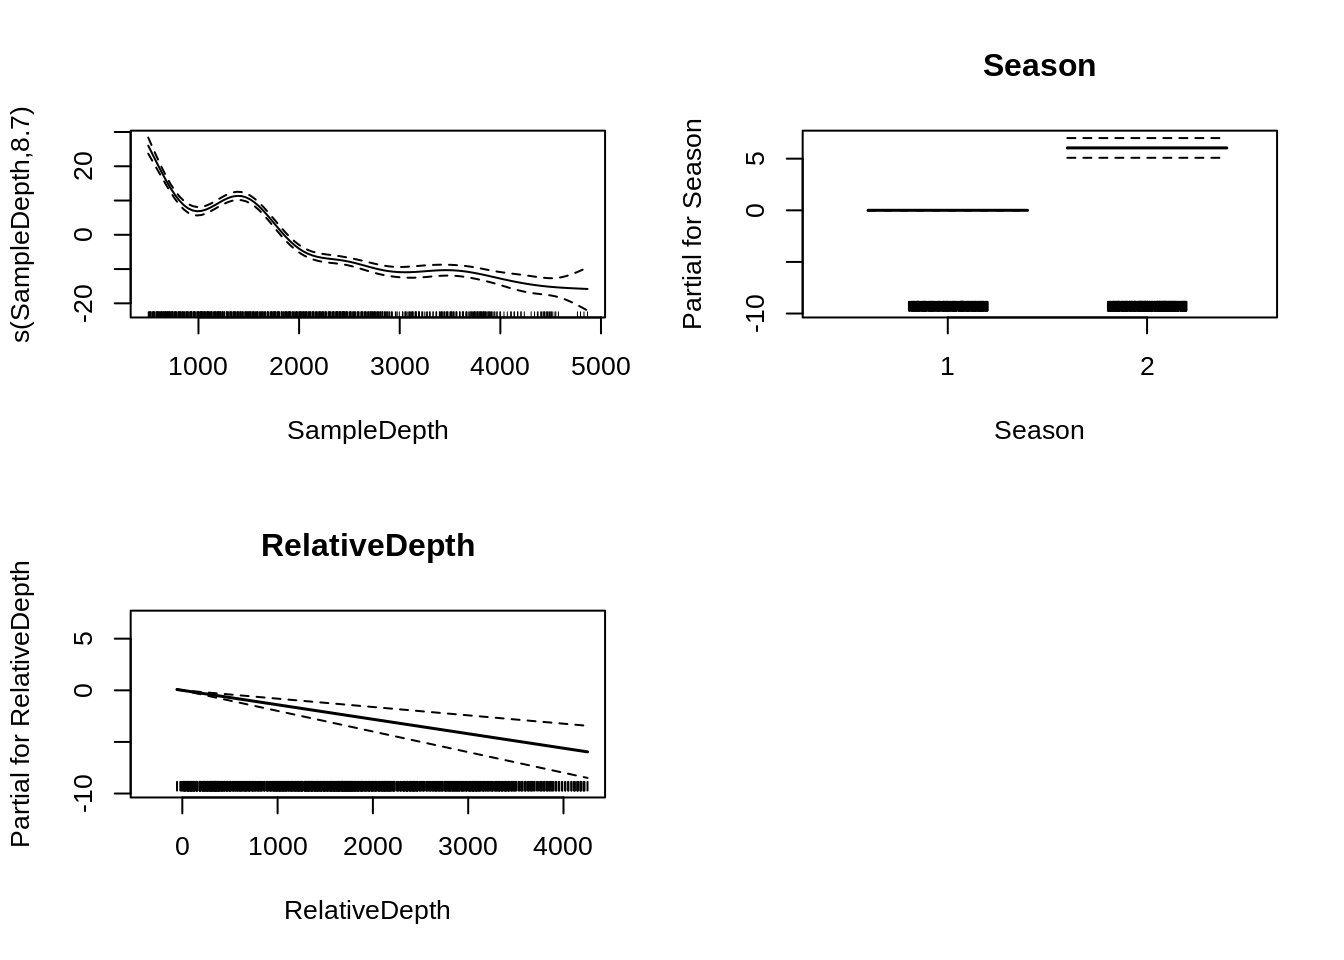 s(SampleDepth,8.7)
20
0
-20
1000 2000 3000 4000 5000
SampleDepth
Season
Partial for Season
5
0
-10
1 2
Season
RelativeDepth
Partial for RelativeDepth
5
0
-10
0 1000 2000 3000 4000
RelativeDepth